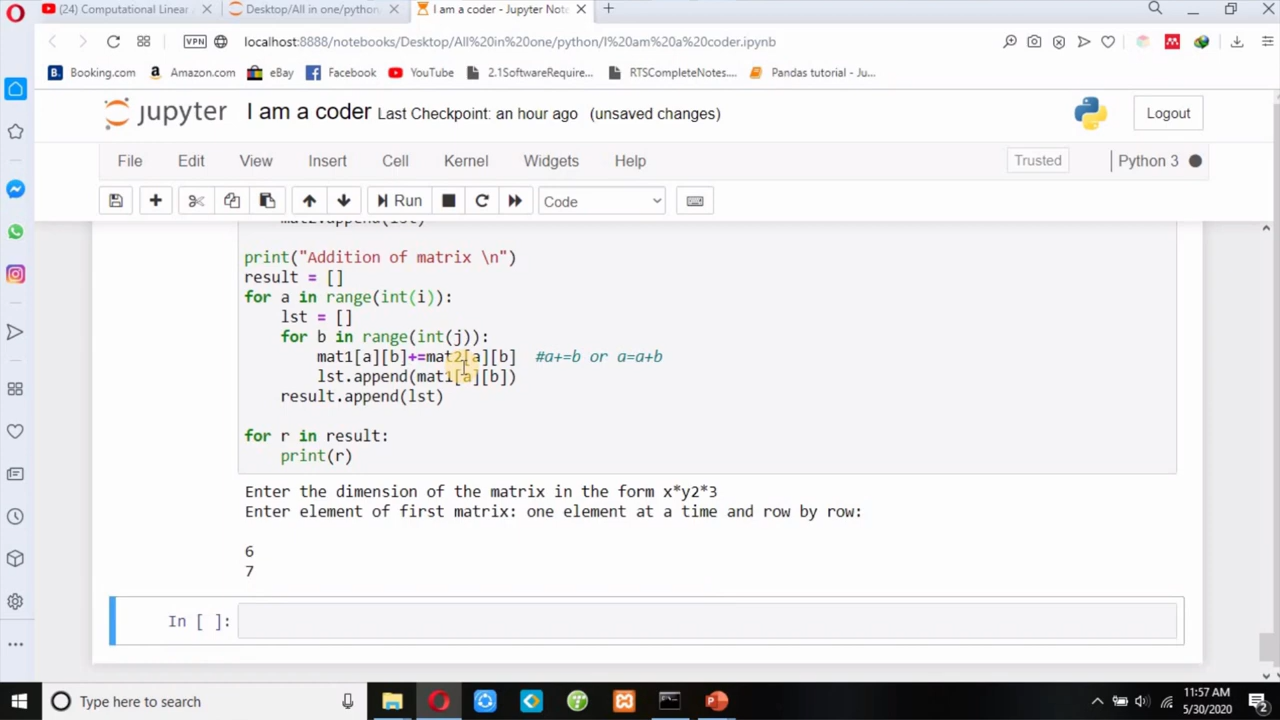 (24) Computational Linear
Desktop/All in one/python
I am a coder - Jupyter Not
VPN
localhost:8888/notebooks/Desktop/All%20in%20one/python/I%20am%20a%20coder.ipynb
Booking.com
Amazon.com
eBay
Facebook
YouTube
2.1SoftwareRequire...
RTSCompleteNotes....
Pandas tutorial - Ju...
jupyter
I am a coder Last Checkpoint: an hour ago (unsaved changes)
Logout
File Edit View Insert Cell Kernel Widgets Help
Trusted
Python 3
Run
Code
mat2.append(lst)
print("Addition of matrix \n")
result = []
for a in range(int(i)):
lst = []
for b in range(int(j)):
mat1[a][b]+=mat2[a][b] #a+=b or a=a+b
lst.append(mat1[a][b])
result.append(lst)
for r in result:
print(r)
Enter the dimension of the matrix in the form x*y2*3
Enter element of first matrix: one element at a time and row by row:
6
7
In [ ]:
Type here to search
11:57 AM
5/30/2020
2